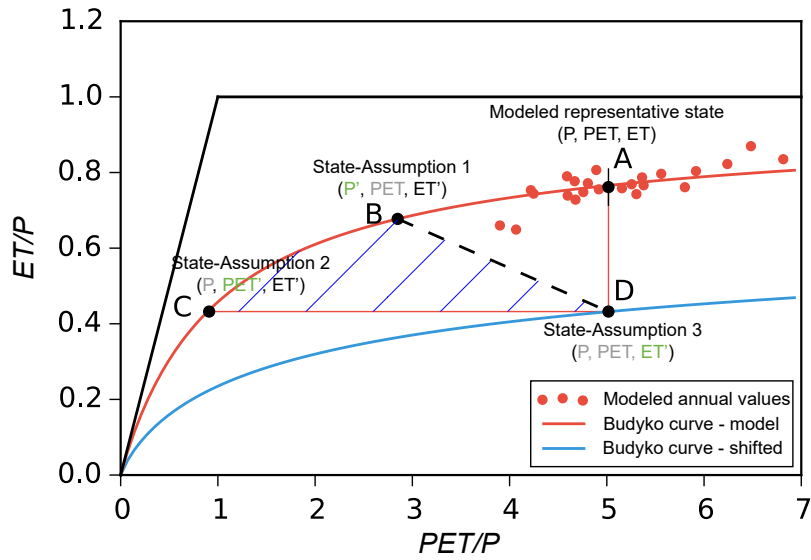 1.2
1.0
0.8
0.6
0.4
0.2
0.0
ET/P
Modeled representative state
(P, PET, ET)
A
State-Assumption 1
(P’, PET, ET’)
B
State-Assumption 2
(P, PET’, ET’)
C
D
State-Assumption 3
(P, PET, ET’)
Modeled annual values
Budyko curve - model
Budyko curve - shifted
0 1 2 3 4 5 6 7
PET/P